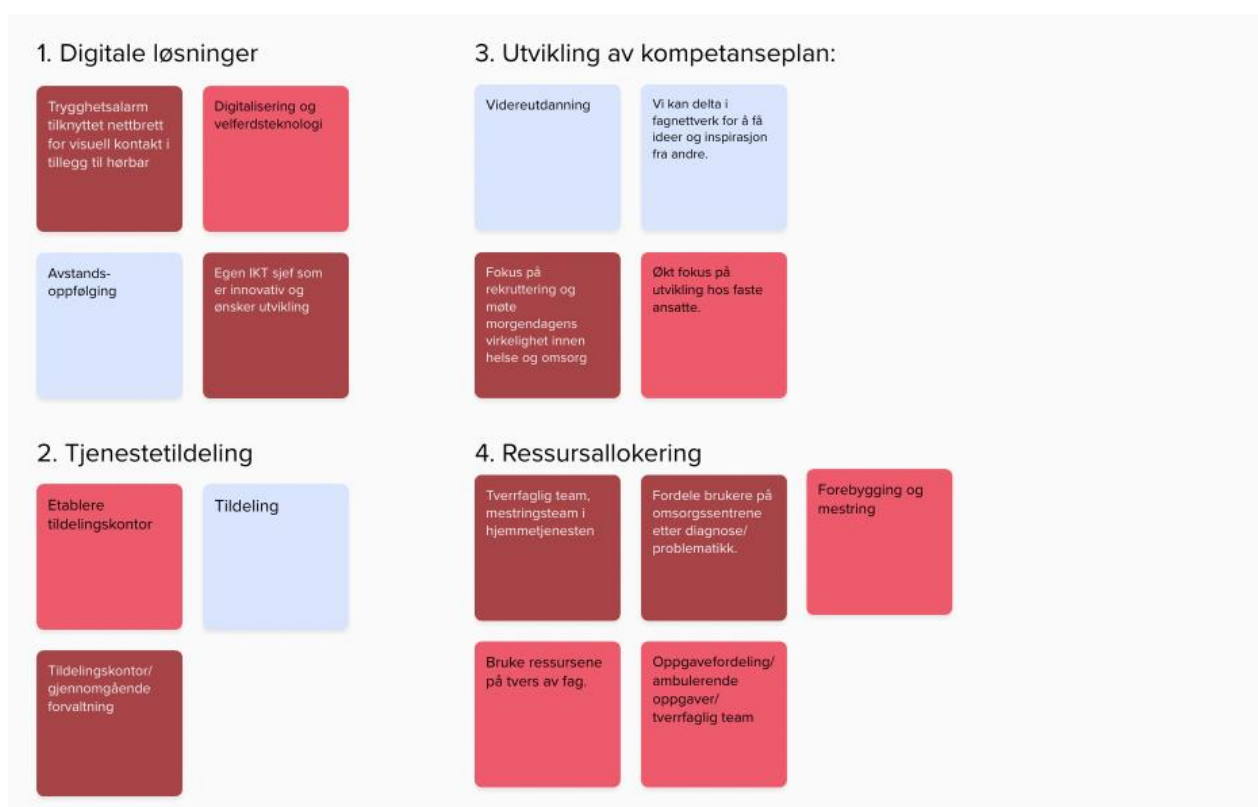 1. Digitale løsninger
Trygghetsalarm
tilknyttet nettbrett
for visuell kontakt i
tillegg til hørbar
Digitalisering og
velferdsteknologi
Avstands-
oppfølging
Egen IKT sjef som
er innovativ og
ønsker utvikling
2. Tjenestetildeling
Etablere
tildelingskontor
Tildeling
Tildelingskontor/
gjennomgående
forvaltning
3. Utvikling av kompetanseplan:
Videreutdanning
Vi kan delta i
fagnettverk for å få
ideer og inspirasjon
fra andre.
Fokus på
rekruttering og
møte
morgendagens
virkelighet innen
helse og omsorg
Økt fokus på
utvikling hos faste
ansatte.
4. Ressursallokering
Tverrfaglig team,
mestringsteam i
hjemmetjenesten
Fordele brukere på
omsorgssentrene
etter diagnose/
problematikk.
Forebygging og
mestring
Bruke ressursene
på tvers av fag.
Oppgavefordeling/
ambulerende
oppgaver/
tverrfaglig team